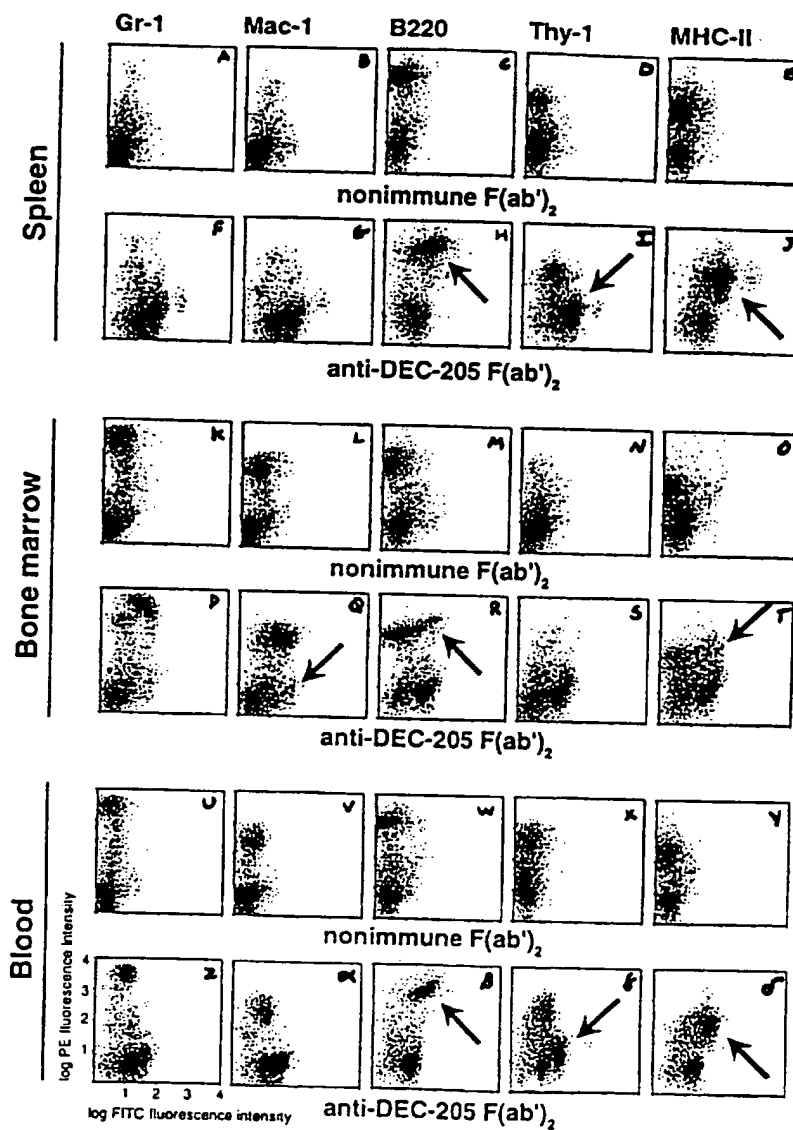 Gr-1 Mac-1 B220 Thy-1 MHC-II
Spleen
A B C D E
nonimmune F(ab')₂
F G H I J
anti-DEC-205 F(ab')₂
Bone marrow
K L M N O
nonimmune F(ab')₂
P Q R S T
anti-DEC-205 F(ab')₂
Blood
U V W X Y
nonimmune F(ab')₂
Z α β γ δ
log PE fluorescence intensity
4
3
2
1
1 2 3 4
log FITC fluorescence intensity
anti-DEC-205 F(ab')₂